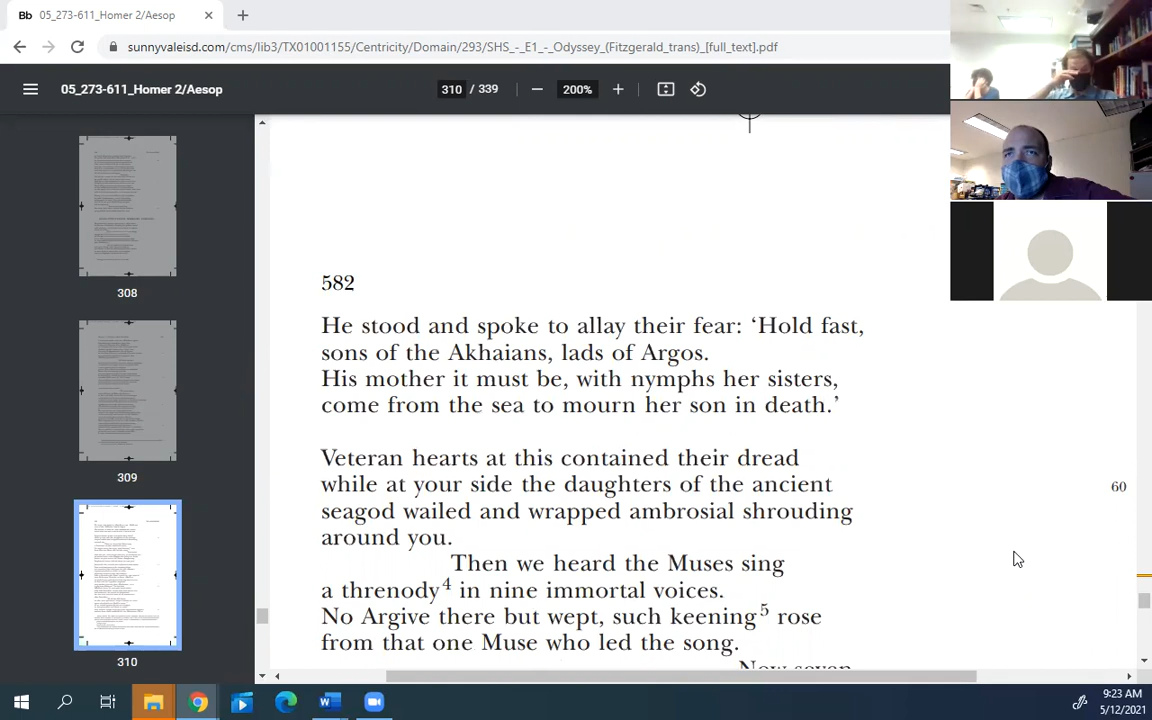 05_273-611_Homer 2/Aesop
sunnyvaleisd.com/cms/lib3/TX01001155/Centricity/Domain/293/SHS_-_E1_-_Odyssey_(Fitzgerald_trans)_[full_text].pdf
05_273-611_Homer 2/Aesop
310 / 339
200%
308
309
310
582
He stood and spoke to allay their fear: ‘Hold fast,
sons of the Akhaians, lads of Argos.
His mother it must be, with nymphs her sisters,
come from the sea to mourn her son in death.’
Veteran hearts at this contained their dread
while at your side the daughters of the ancient
60
seagod wailed and wrapped ambrosial shrouding
around you.
Then we heard the Muses sing
a threnody4 in nine immortal voices.
No Argive there but wept, such keening5 rose
from that one Muse who led the song.
Now seven
9:23 AM
5/12/2021